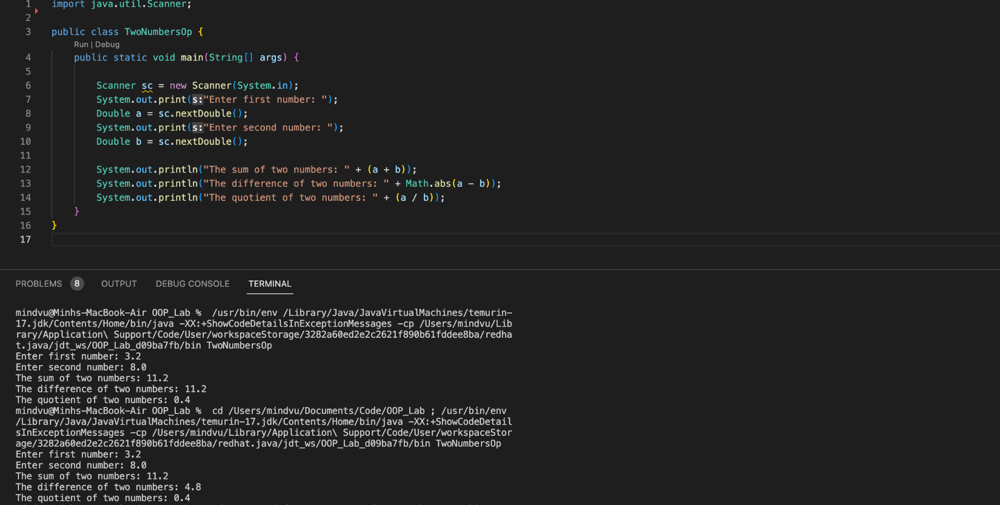 1 import java.util.Scanner;
2
3 public class TwoNumbersOp {
Run | Debug
4 public static void main(String[] args) {
5
6 Scanner sc = new Scanner(System.in);
7 System.out.print(s:"Enter first number: ");
8 Double a = sc.nextDouble();
9 System.out.print(s:"Enter second number: ");
10 Double b = sc.nextDouble();
11
12 System.out.println("The sum of two numbers: " + (a + b));
13 System.out.println("The difference of two numbers: " + Math.abs(a - b));
14 System.out.println("The quotient of two numbers: " + (a / b));
15 }
16 }
17
PROBLEMS 8 OUTPUT DEBUG CONSOLE TERMINAL
mindvu@Minhs-MacBook-Air OOP_Lab % /usr/bin/env /Library/Java/JavaVirtualMachines/temurin-
17.jdk/Contents/Home/bin/java -XX:+ShowCodeDetailsInExceptionMessages -cp /Users/mindvu/Lib
rary/Application\ Support/Code/User/workspaceStorage/3282a60ed2e2c2621f890b61fddee8ba/redha
t.java/jdt_ws/OOP_Lab_d09ba7fb/bin TwoNumbersOp
Enter first number: 3.2
Enter second number: 8.0
The sum of two numbers: 11.2
The difference of two numbers: 11.2
The quotient of two numbers: 0.4
mindvu@Minhs-MacBook-Air OOP_Lab % cd /Users/mindvu/Documents/Code/OOP_Lab ; /usr/bin/env
/Library/Java/JavaVirtualMachines/temurin-17.jdk/Contents/Home/bin/java -XX:+ShowCodeDetail
sInExceptionMessages -cp /Users/mindvu/Library/Application\ Support/Code/User/workspaceStor
age/3282a60ed2e2c2621f890b61fddee8ba/redhat.java/jdt_ws/OOP_Lab_d09ba7fb/bin TwoNumbersOp
Enter first number: 3.2
Enter second number: 8.0
The sum of two numbers: 11.2
The difference of two numbers: 4.8
The quotient of two numbers: 0.4